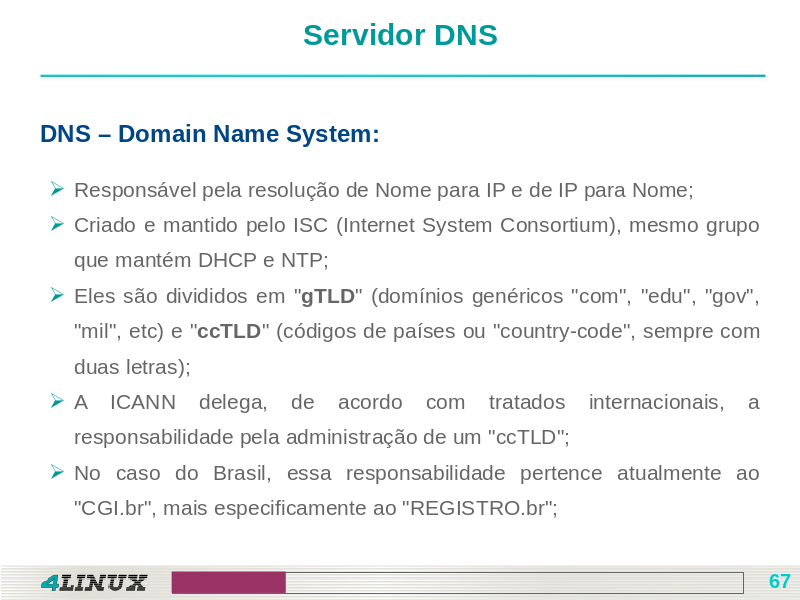 Servidor DNS
DNS – Domain Name System:
Responsável pela resolução de Nome para IP e de IP para Nome;
Criado e mantido pelo ISC (Internet System Consortium), mesmo grupo
que mantém DHCP e NTP;
Eles são divididos em "gTLD" (domínios genéricos "com", "edu", "gov",
"mil", etc) e "ccTLD" (códigos de países ou "country-code", sempre com
duas letras);
A ICANN delega, de acordo com tratados internacionais, a
responsabilidade pela administração de um "ccTLD";
No caso do Brasil, essa responsabilidade pertence atualmente ao
"CGI.br", mais especificamente ao "REGISTRO.br";
4LINUX
67